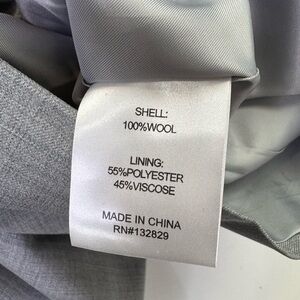 SHELL:
100%WOOL
LINING:
55%POLYESTER
45%VISCOSE
MADE IN CHINA
RN#132829